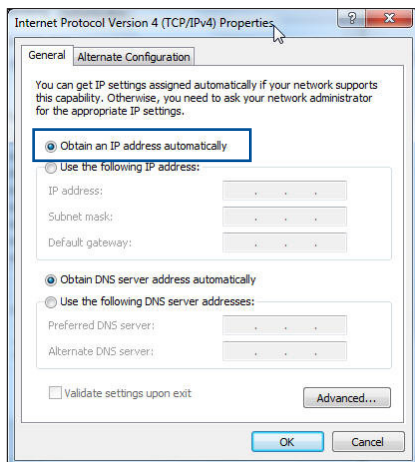 Internet Protocol Version 4 (TCP/IPv4) Properties
General
Alternate Configuration
You can get IP settings assigned automatically if your network supports
this capability. Otherwise, you need to ask your network administrator
for the appropriate IP settings.
Obtain an IP address automatically
Use the following IP address:
IP address:
Subnet mask:
Default gateway:
Obtain DNS server address automatically
Use the following DNS server addresses:
Preferred DNS server:
Alternate DNS server:
Validate settings upon exit
Advanced...
OK
Cancel